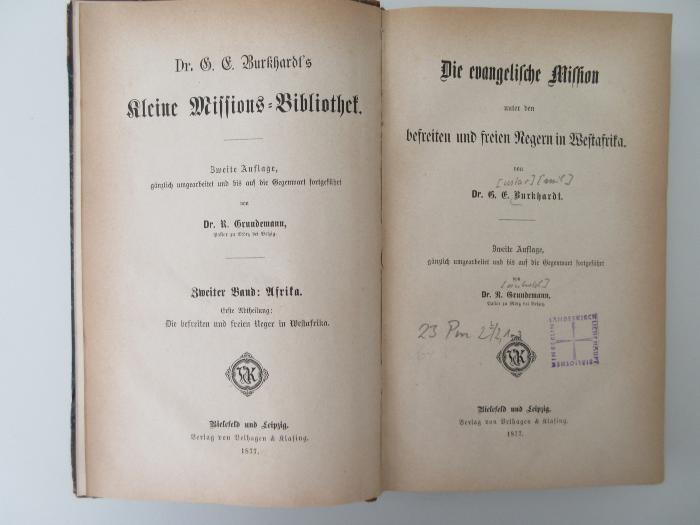 Dr. G. E. Burkhardt's
Kleine Missions-Bibliothek.
Zweite Auflage,
gänzlich umgearbeitet und bis auf die Gegenwart fortgeführt
von
Dr. R. Grundemann,
Pastor zu Mörz bei Belzig.
Zweiter Band: Afrika.
Erste Abtheilung:
Die befreiten und freien Neger in Westafrika.
VK
Bielefeld und Leipzig.
Verlag von Velhagen & Klasing.
1877.
Die evangelische Mission
unter den
befreiten und freien Negern in Westafrika.
von
[ustav] [mil]
Dr. G. E. Burkhardt.
Zweite Auflage,
gänzlich umgearbeitet und bis auf die Gegenwart fortgeführt
von
Dr. R. Grundemann,
Pastor zu Mörz bei Belzig.
23 Pm
VK
Bielefeld und Leipzig.
Verlag von Velhagen & Klasing.
1877.